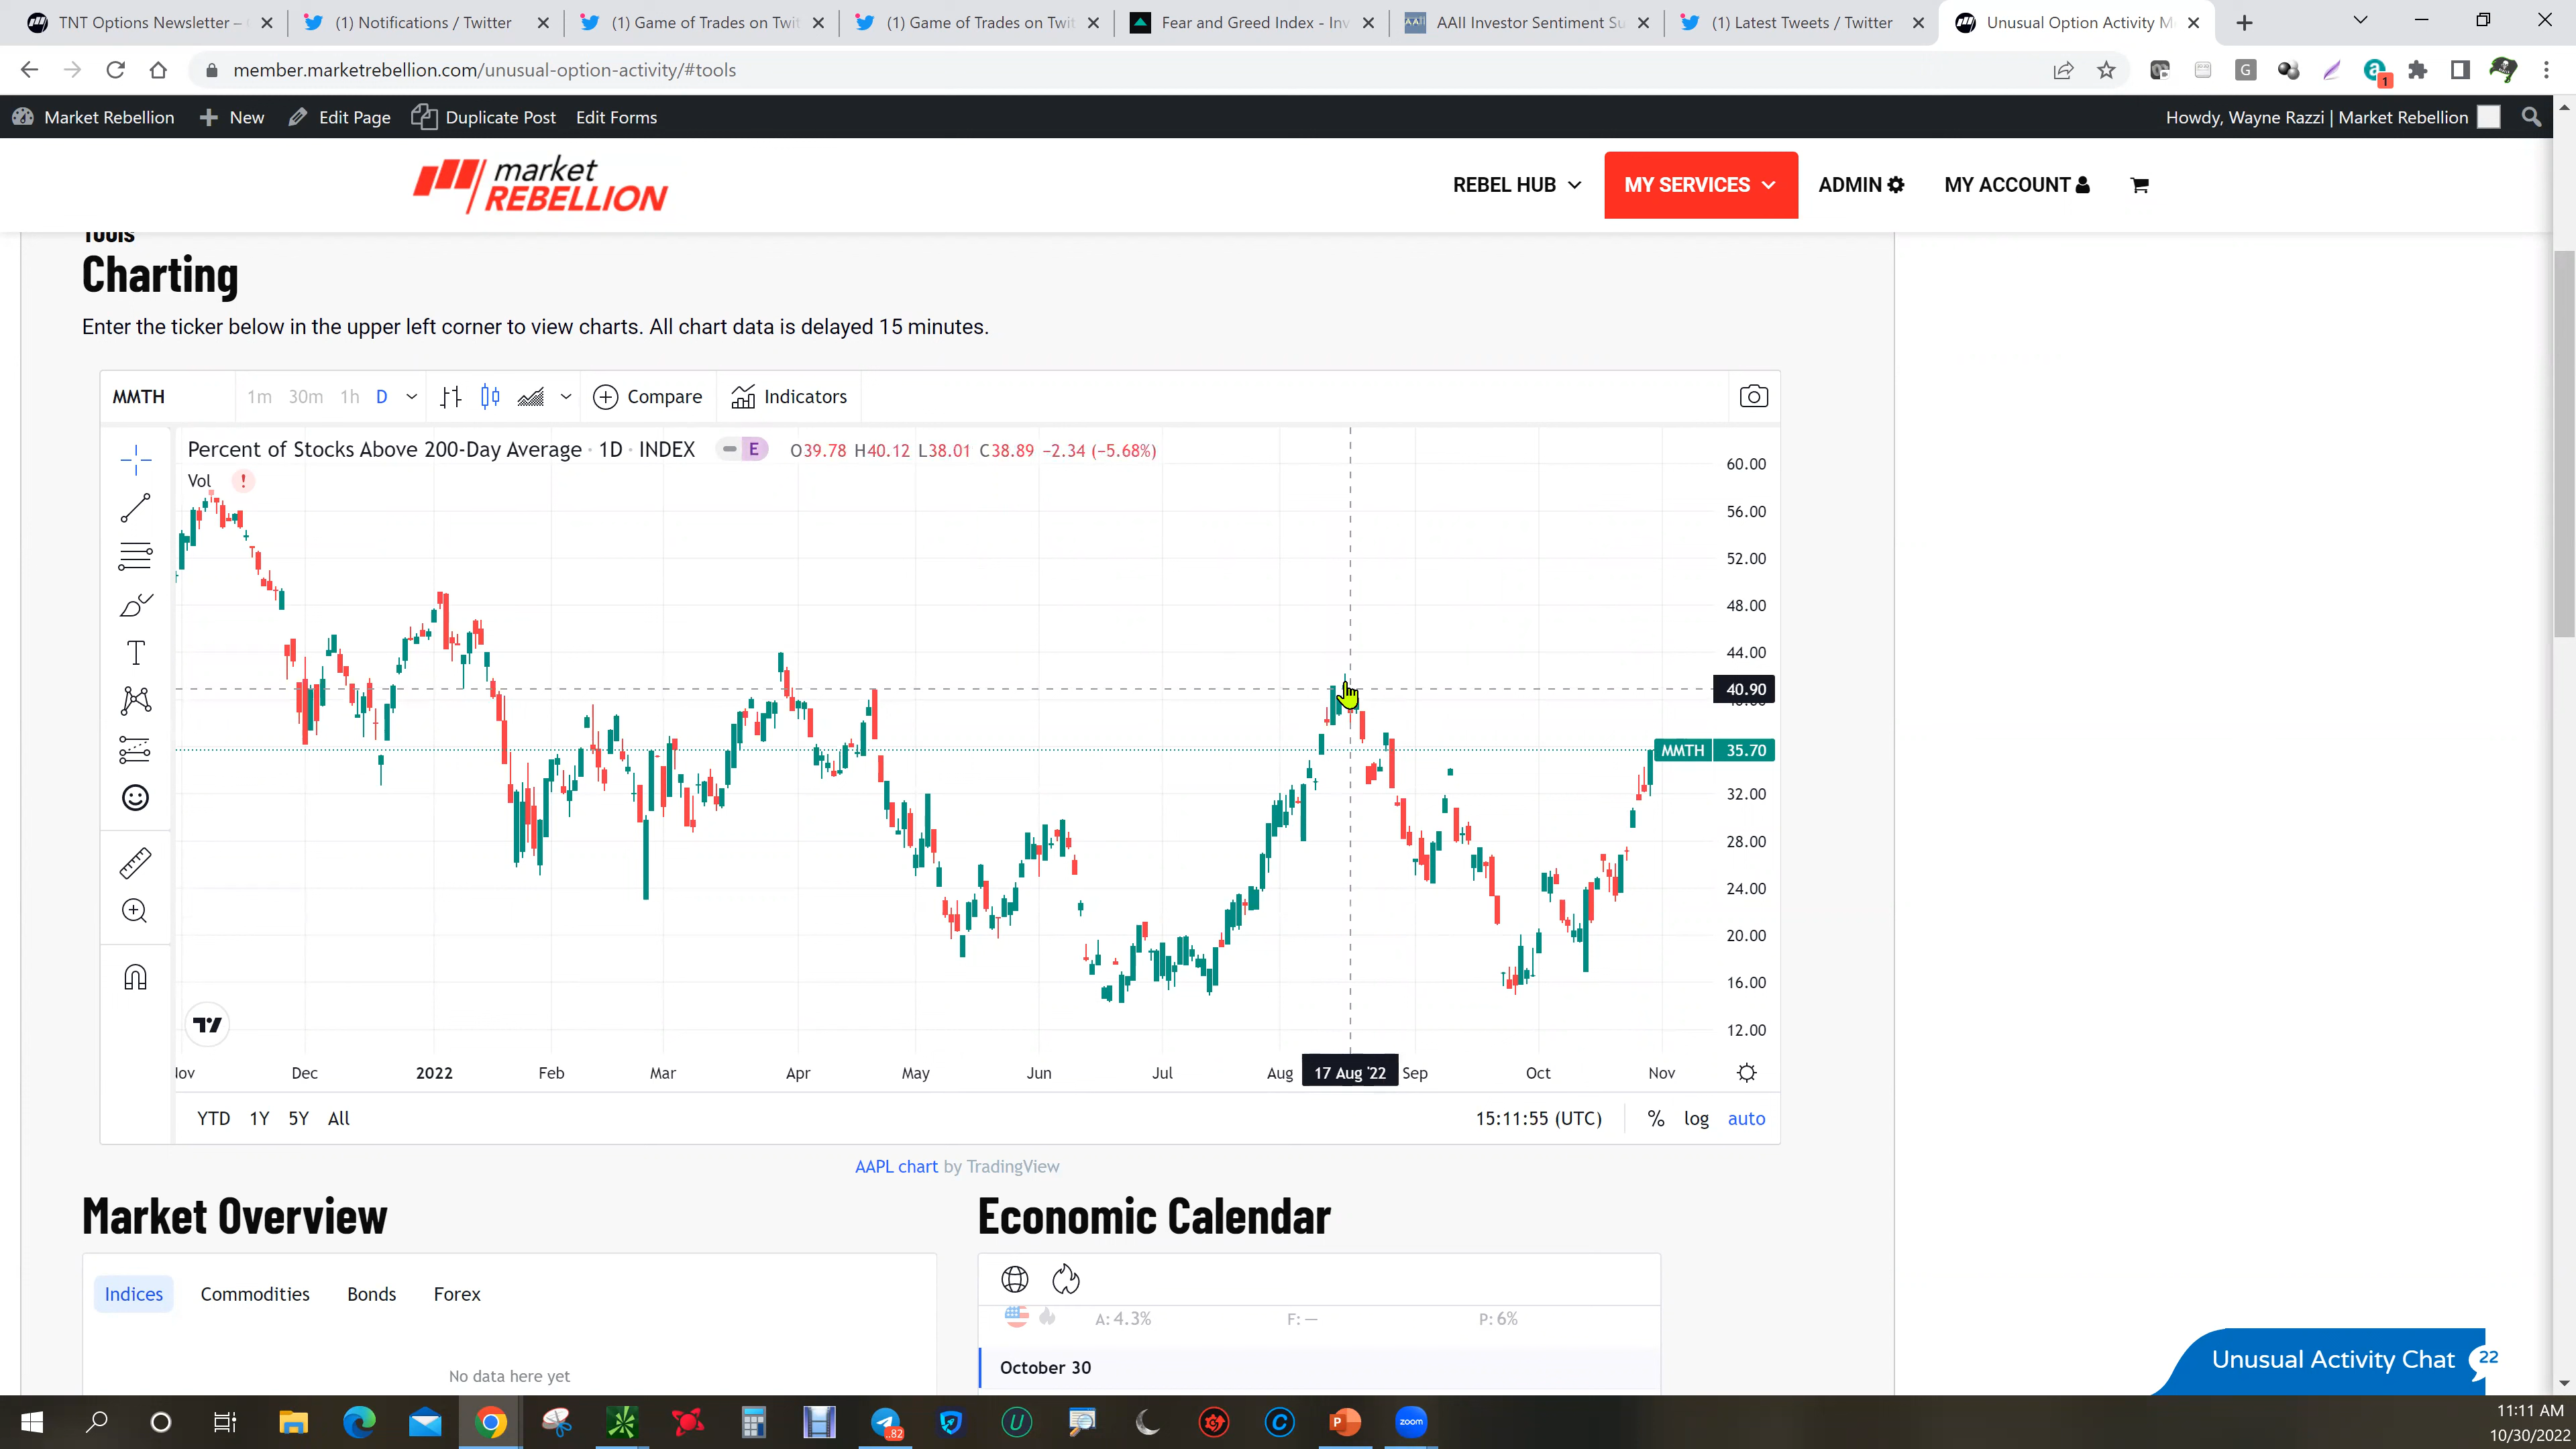 TNT Options Newsletter –
(1) Notifications / Twitter
(1) Game of Trades on Twit
(1) Game of Trades on Twit
Fear and Greed Index - Inv
AAII Investor Sentiment Su
(1) Latest Tweets / Twitter
Unusual Option Activity M
member.marketrebellion.com/unusual-option-activity/#tools
G
a
1
Market Rebellion
New
Edit Page
Duplicate Post
Edit Forms
Howdy, Wayne Razzi | Market Rebellion
market
REBELLION
REBEL HUB
MY SERVICES
ADMIN
MY ACCOUNT
Tools
Charting
Enter the ticker below in the upper left corner to view charts. All chart data is delayed 15 minutes.
MMTH
1m
30m
1h
D
Compare
Indicators
Percent of Stocks Above 200-Day Average · 1D · INDEX
E
O39.78 H40.12 L38.01 C38.89 −2.34 (−5.68%)
Vol
!
60.00
56.00
52.00
48.00
44.00
40.90
MMTH 35.70
32.00
28.00
24.00
20.00
16.00
12.00
Nov
Dec
2022
Feb
Mar
Apr
May
Jun
Jul
Aug
17 Aug '22
Sep
Oct
Nov
YTD
1Y
5Y
All
15:11:55 (UTC)
%
log
auto
AAPL chart by TradingView
Market Overview
Economic Calendar
Indices
Commodities
Bonds
Forex
No data here yet
A: 4.3%
F: —
P: 6%
October 30
Unusual Activity Chat 22
82
zoom
11:11 AM
10/30/2022